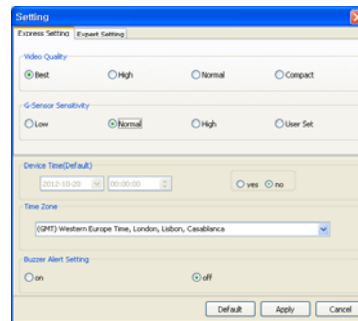 Setting
Express Setting Expert Setting
Video Quality
Best High Normal Compact
G-Sensor Sensitivity
Low Normal High User Set
Device Time(Default)
2012-10-20 00:00:00 yes no
Time Zone
(GMT) Western Europe Time, London, Lisbon, Casablanca
Buzzer Alert Setting
on off
Default Apply Cancel